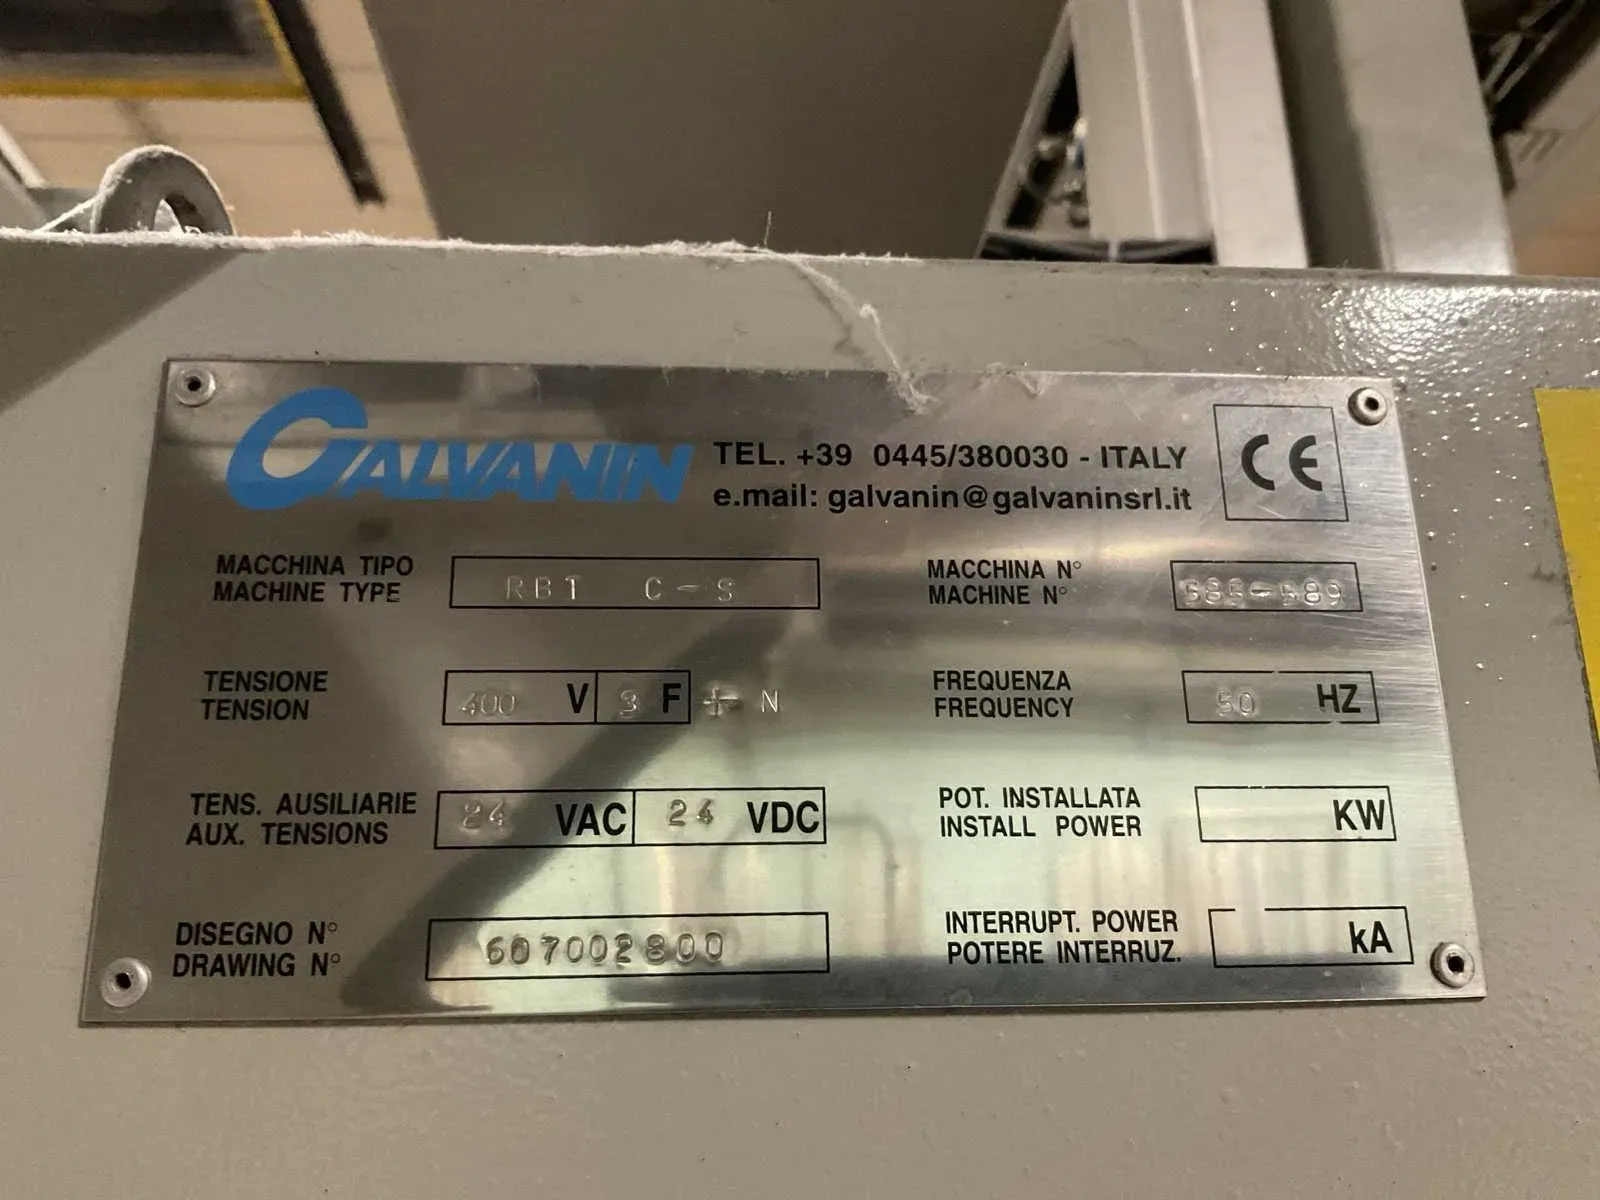 GALVANIN
TEL. +39 0445/380030 - ITALY
e.mail: galvanin@galvaninsrl.it
CE
MACCHINA TIPO
MACHINE TYPE
RBT C-S
MACCHINA N°
MACHINE N°
TENSIONE
TENSION
400 V 3 F + N
FREQUENZA
FREQUENCY
50 HZ
TENS. AUSILIARIE
AUX. TENSIONS
24 VAC 24 VDC
POT. INSTALLATA
INSTALL POWER
KW
DISEGNO N°
DRAWING N°
607002800
INTERRUPT. POWER
POTERE INTERRUZ.
kA